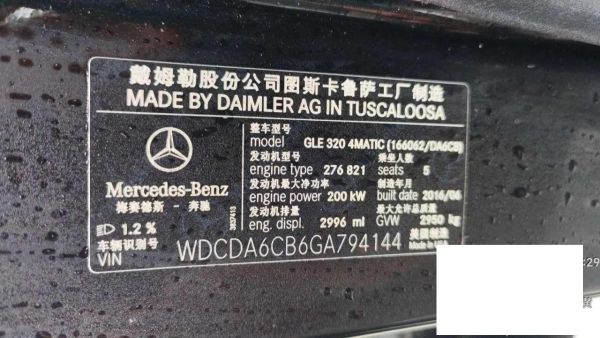 戴姆勒股份公司图斯卡鲁萨工厂制造
MADE BY DAIMLER AG IN TUSCALOOSA
整车型号
model GLE 320 4MATIC (166062/DA6CB)
发动机型号 乘坐人数
engine type 276 821 seats 5
发动机最大净功率 制造年月
engine power 200 kW built date 2016/06
发动机排量 最大允许总质量
eng. displ. 2996 ml GVW 2950 kg
Mercedes-Benz
梅赛德斯 - 奔驰
1.2 %
车辆识别号
VIN WDCDA6CB6GA794144
美国制造
Made in USA
:29